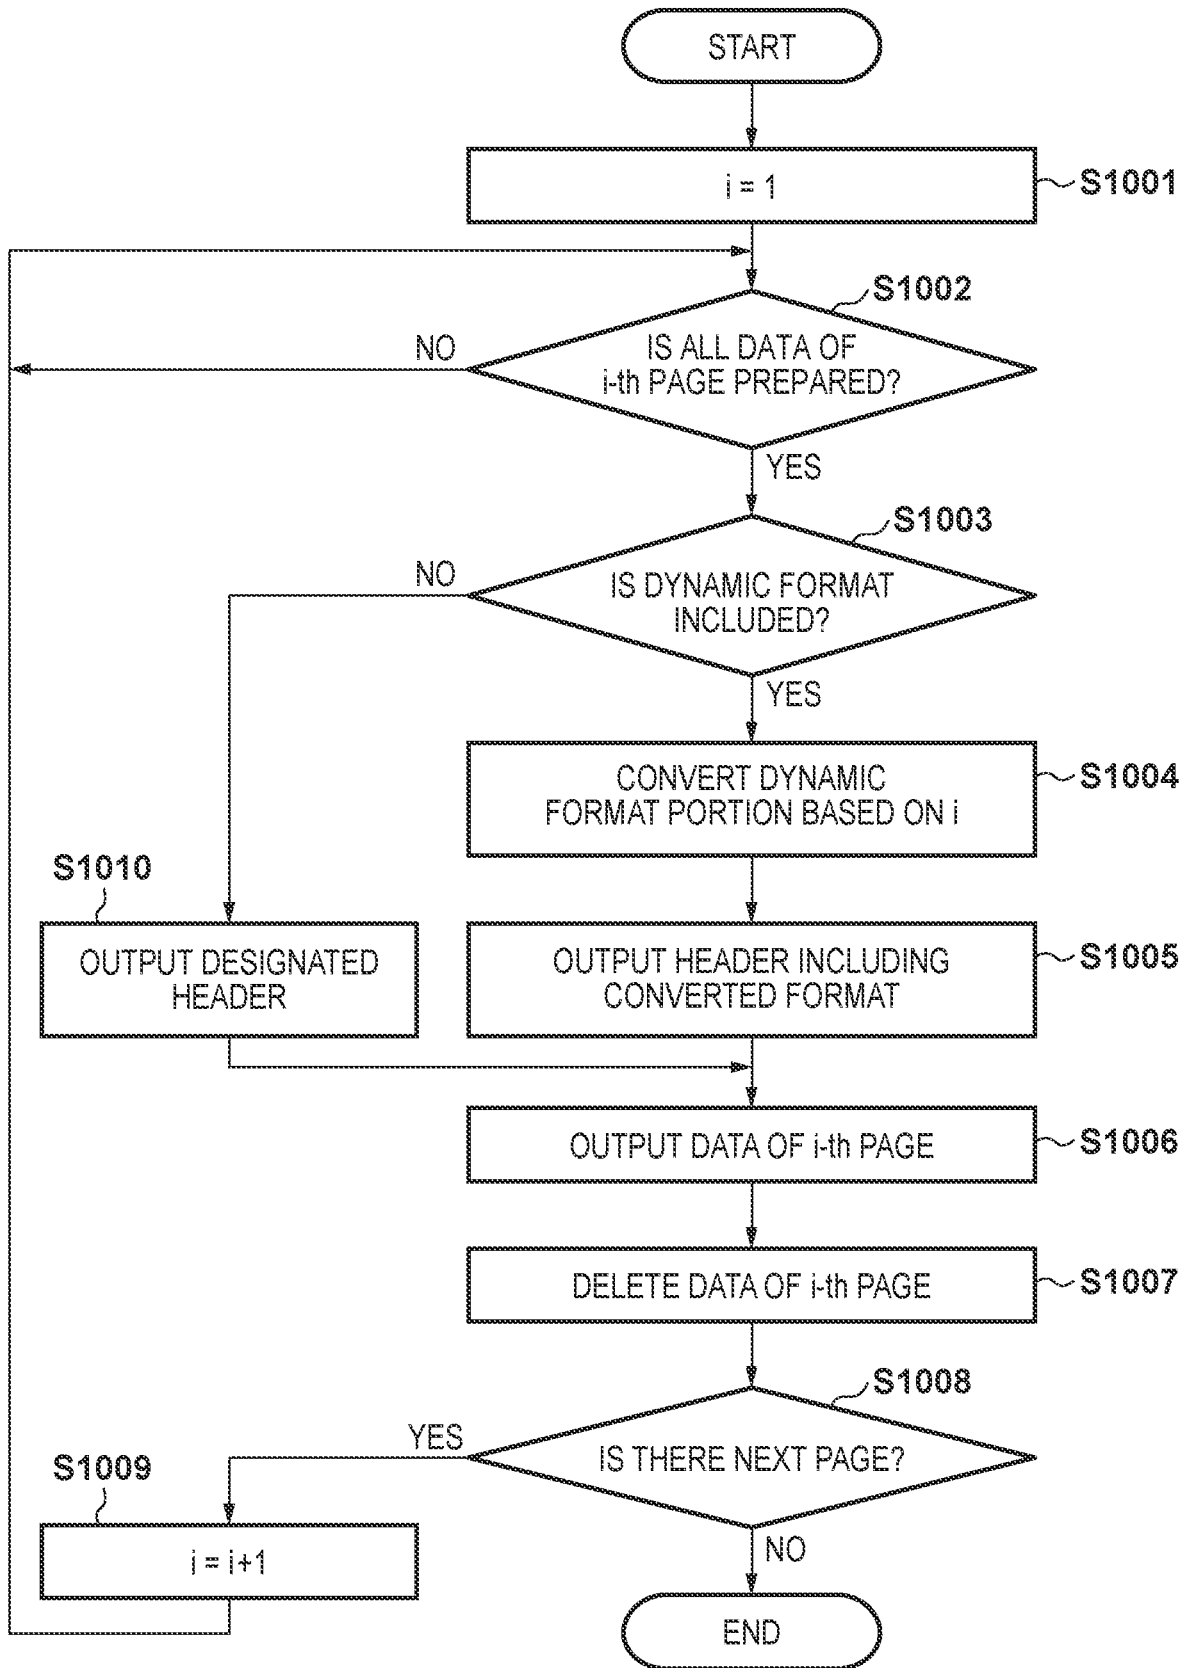 START
i = 1
S1001
S1002
IS ALL DATA OF
i-th PAGE PREPARED?
NO
YES
S1003
IS DYNAMIC FORMAT
INCLUDED?
NO
YES
CONVERT DYNAMIC
FORMAT PORTION BASED ON i
S1004
S1010
OUTPUT DESIGNATED
HEADER
OUTPUT HEADER INCLUDING
CONVERTED FORMAT
S1005
OUTPUT DATA OF i-th PAGE
S1006
DELETE DATA OF i-th PAGE
S1007
S1008
IS THERE NEXT PAGE?
YES
S1009
i = i+1
NO
END